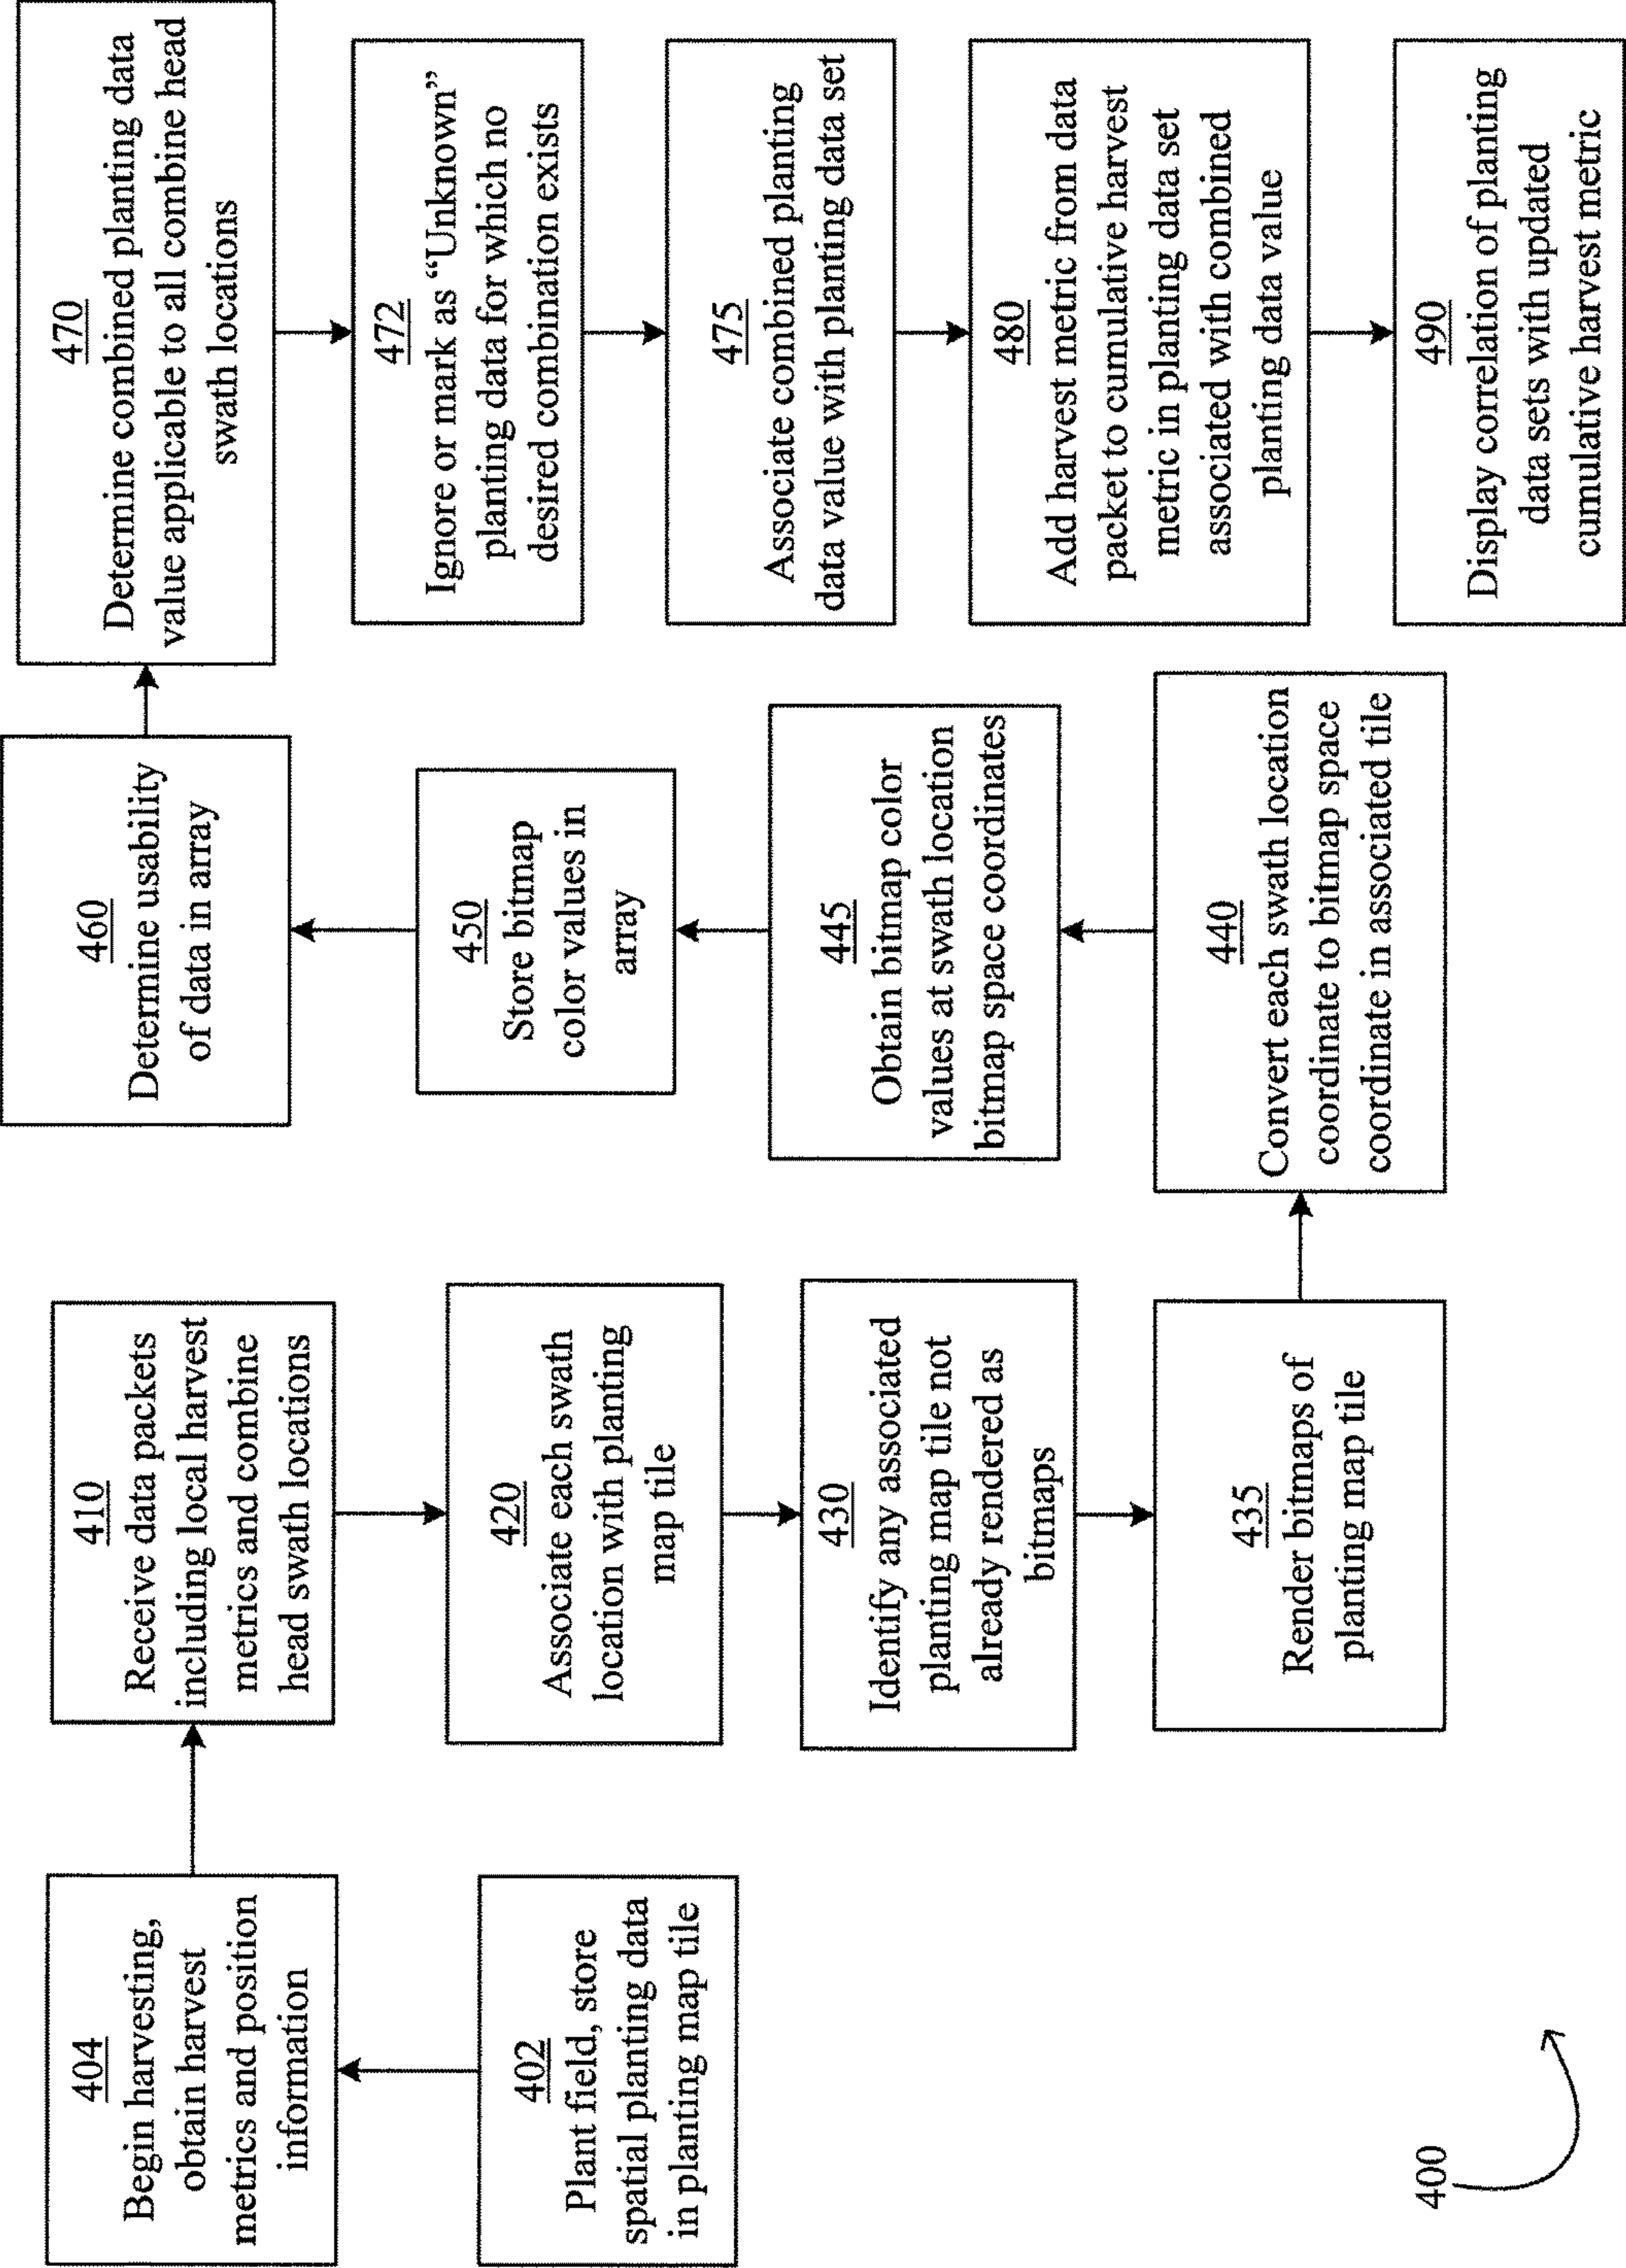 402
Plant field, store
spatial planting data
in planting map tile
404
Begin harvesting,
obtain harvest
metrics and position
information
410
Receive data packets
including local harvest
metrics and combine
head swath locations
420
Associate each swath
location with planting
map tile
430
Identify any associated
planting map tile not
already rendered as
bitmaps
435
Render bitmaps of
planting map tile
440
Convert each swath location
coordinate to bitmap space
coordinate in associated tile
445
Obtain bitmap color
values at swath location
bitmap space coordinates
450
Store bitmap
color values in
array
460
Determine usability
of data in array
470
Determine combined planting data
value applicable to all combine head
swath locations
472
Ignore or mark as “Unknown”
planting data for which no
desired combination exists
475
Associate combined planting
data value with planting data set
480
Add harvest metric from data
packet to cumulative harvest
metric in planting data set
associated with combined
planting data value
490
Display correlation of planting
data sets with updated
cumulative harvest metric
400